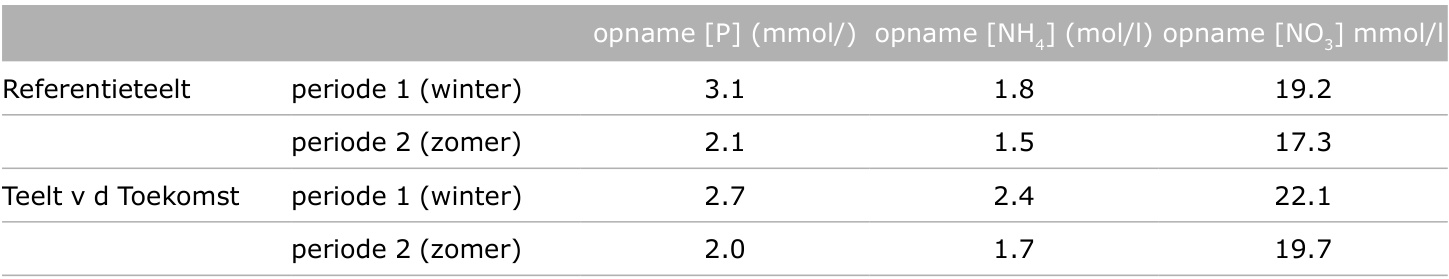 opname [P] (mmol/) opname [NH4] (mol/l) opname [NO3] mmol/l
Referentieteelt periode 1 (winter) 3.1 1.8 19.2
periode 2 (zomer) 2.1 1.5 17.3
Teelt v d Toekomst periode 1 (winter) 2.7 2.4 22.1
periode 2 (zomer) 2.0 1.7 19.7